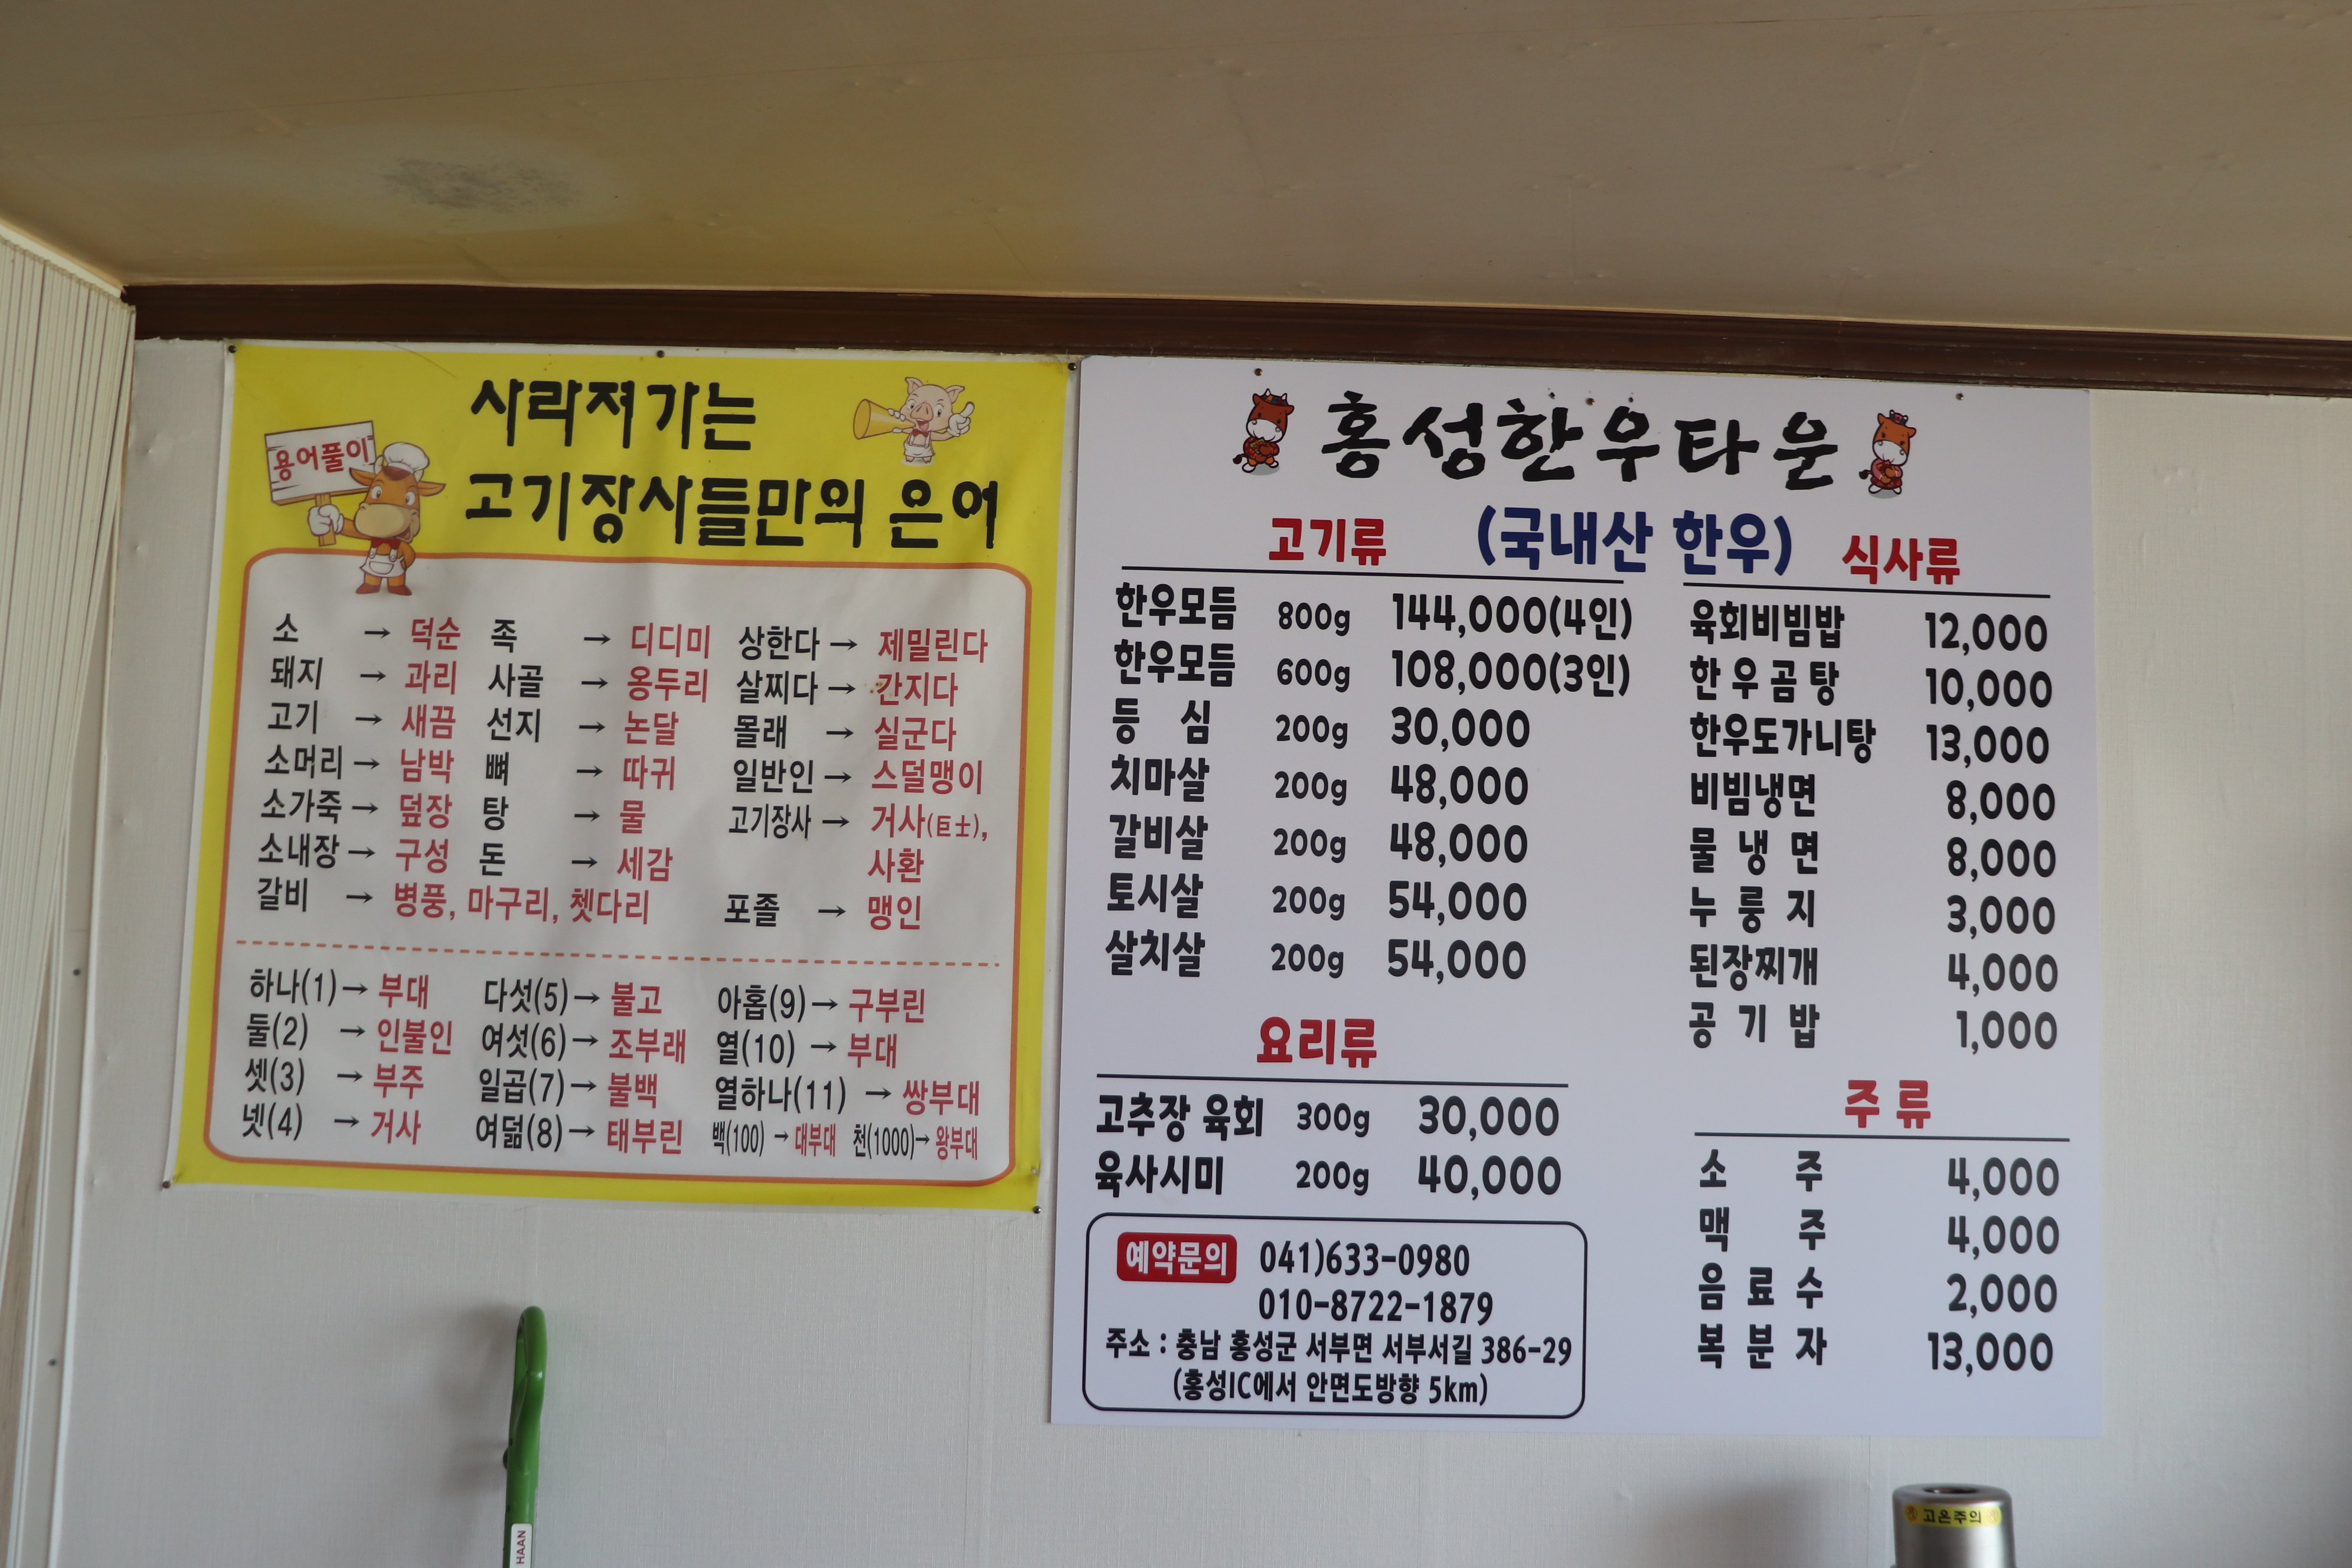 사라져가는
고기장사들만의 은어
용어풀이
소 → 덕순 족 → 디디미 상한다 → 제밀린다
돼지 → 과리 사골 → 옹두리 살찌다 → 간지다
고기 → 새끔 선지 → 논달 몰래 → 실군다
소머리 → 남박 뼈 → 따귀 일반인 → 스덜맹이
소가죽 → 덮장 탕 → 물 고기장사 → 거사(巨士),
소내장 → 구성 돈 → 세감 사환
갈비 → 병풍, 마구리, 쳇다리 포졸 → 맹인
하나(1) → 부대 다섯(5) → 불고 아홉(9) → 구부린
둘(2) → 인불인 여섯(6) → 조부래 열(10) → 부대
셋(3) → 부주 일곱(7) → 불백 열하나(11) → 쌍부대
넷(4) → 거사 여덟(8) → 태부린 백(100) → 대부대 천(1000) → 왕부대
홍성한우타운
(국내산 한우)
고기류
한우모듬 800g 144,000(4인)
한우모듬 600g 108,000(3인)
등 심 200g 30,000
치마살 200g 48,000
갈비살 200g 48,000
토시살 200g 54,000
살치살 200g 54,000
요리류
고추장 육회 300g 30,000
육사시미 200g 40,000
예약문의 041)633-0980
010-8722-1879
주소 : 충남 홍성군 서부면 서부서길 386-29
(홍성IC에서 안면도방향 5km)
식사류
육회비빔밥 12,000
한우곰탕 10,000
한우도가니탕 13,000
비빔냉면 8,000
물 냉 면 8,000
누 룽 지 3,000
된장찌개 4,000
공 기 밥 1,000
주 류
소 주 4,000
맥 주 4,000
음 료 수 2,000
복 분 자 13,000
HAAN
고온주의